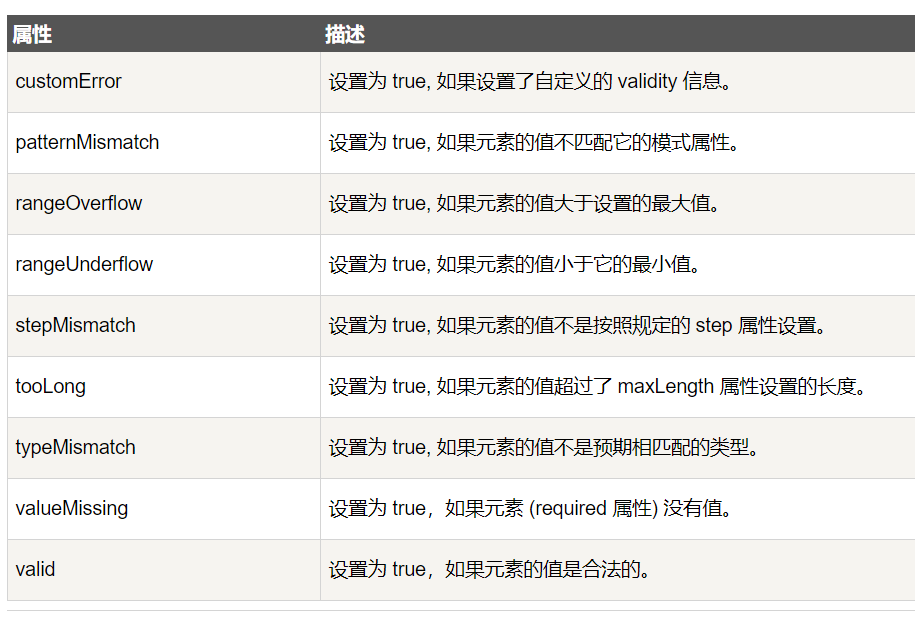 属性 描述
customError 设置为 true, 如果设置了自定义的 validity 信息。
patternMismatch 设置为 true, 如果元素的值不匹配它的模式属性。
rangeOverflow 设置为 true, 如果元素的值大于设置的最大值。
rangeUnderflow 设置为 true, 如果元素的值小于它的最小值。
stepMismatch 设置为 true, 如果元素的值不是按照规定的 step 属性设置。
tooLong 设置为 true, 如果元素的值超过了 maxLength 属性设置的长度。
typeMismatch 设置为 true, 如果元素的值不是预期相匹配的类型。
valueMissing 设置为 true，如果元素 (required 属性) 没有值。
valid 设置为 true，如果元素的值是合法的。